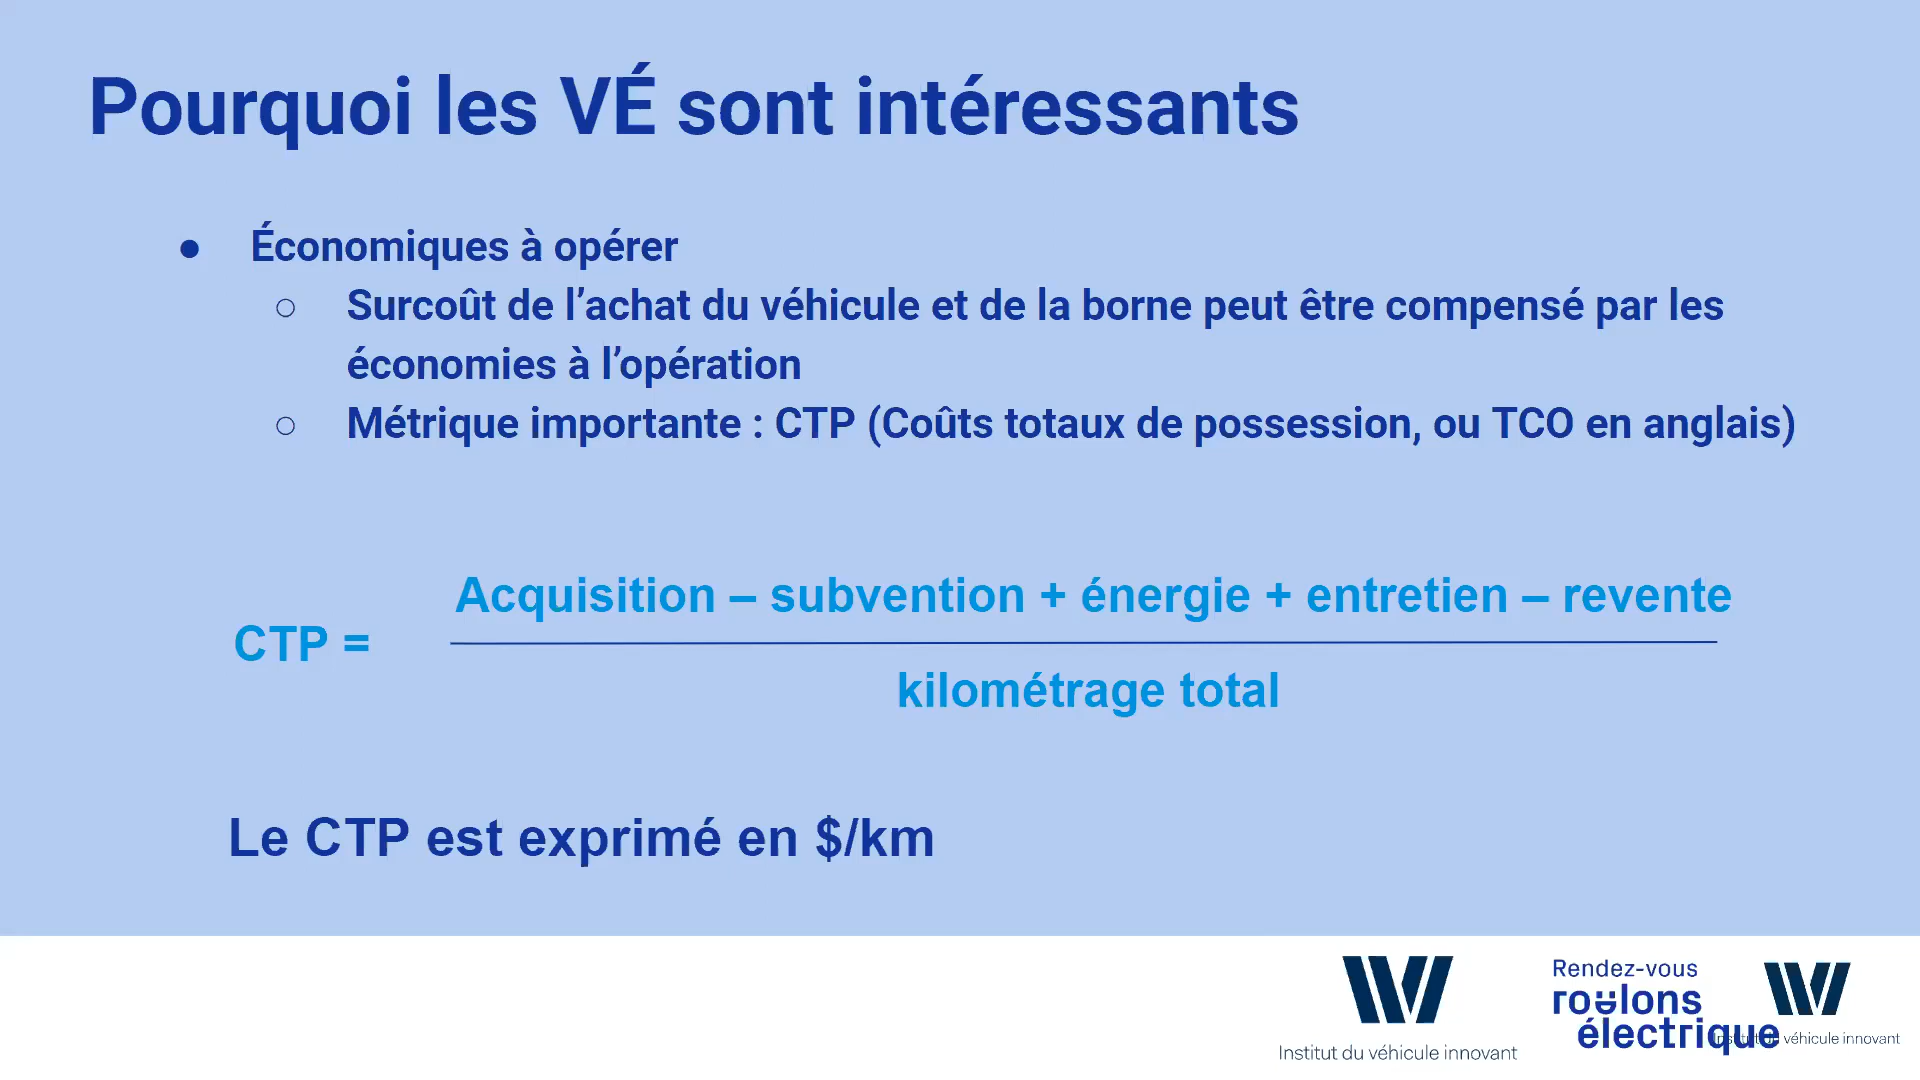 Pourquoi les VÉ sont intéressants
● Économiques à opérer
○ Surcoût de l’achat du véhicule et de la borne peut être compensé par les
économies à l’opération
○ Métrique importante : CTP (Coûts totaux de possession, ou TCO en anglais)
Acquisition – subvention + énergie + entretien – revente
CTP =
kilométrage total
Le CTP est exprimé en $/km
Institut du véhicule innovant
Rendez-vous
roulons
électrique
véhicule innovant